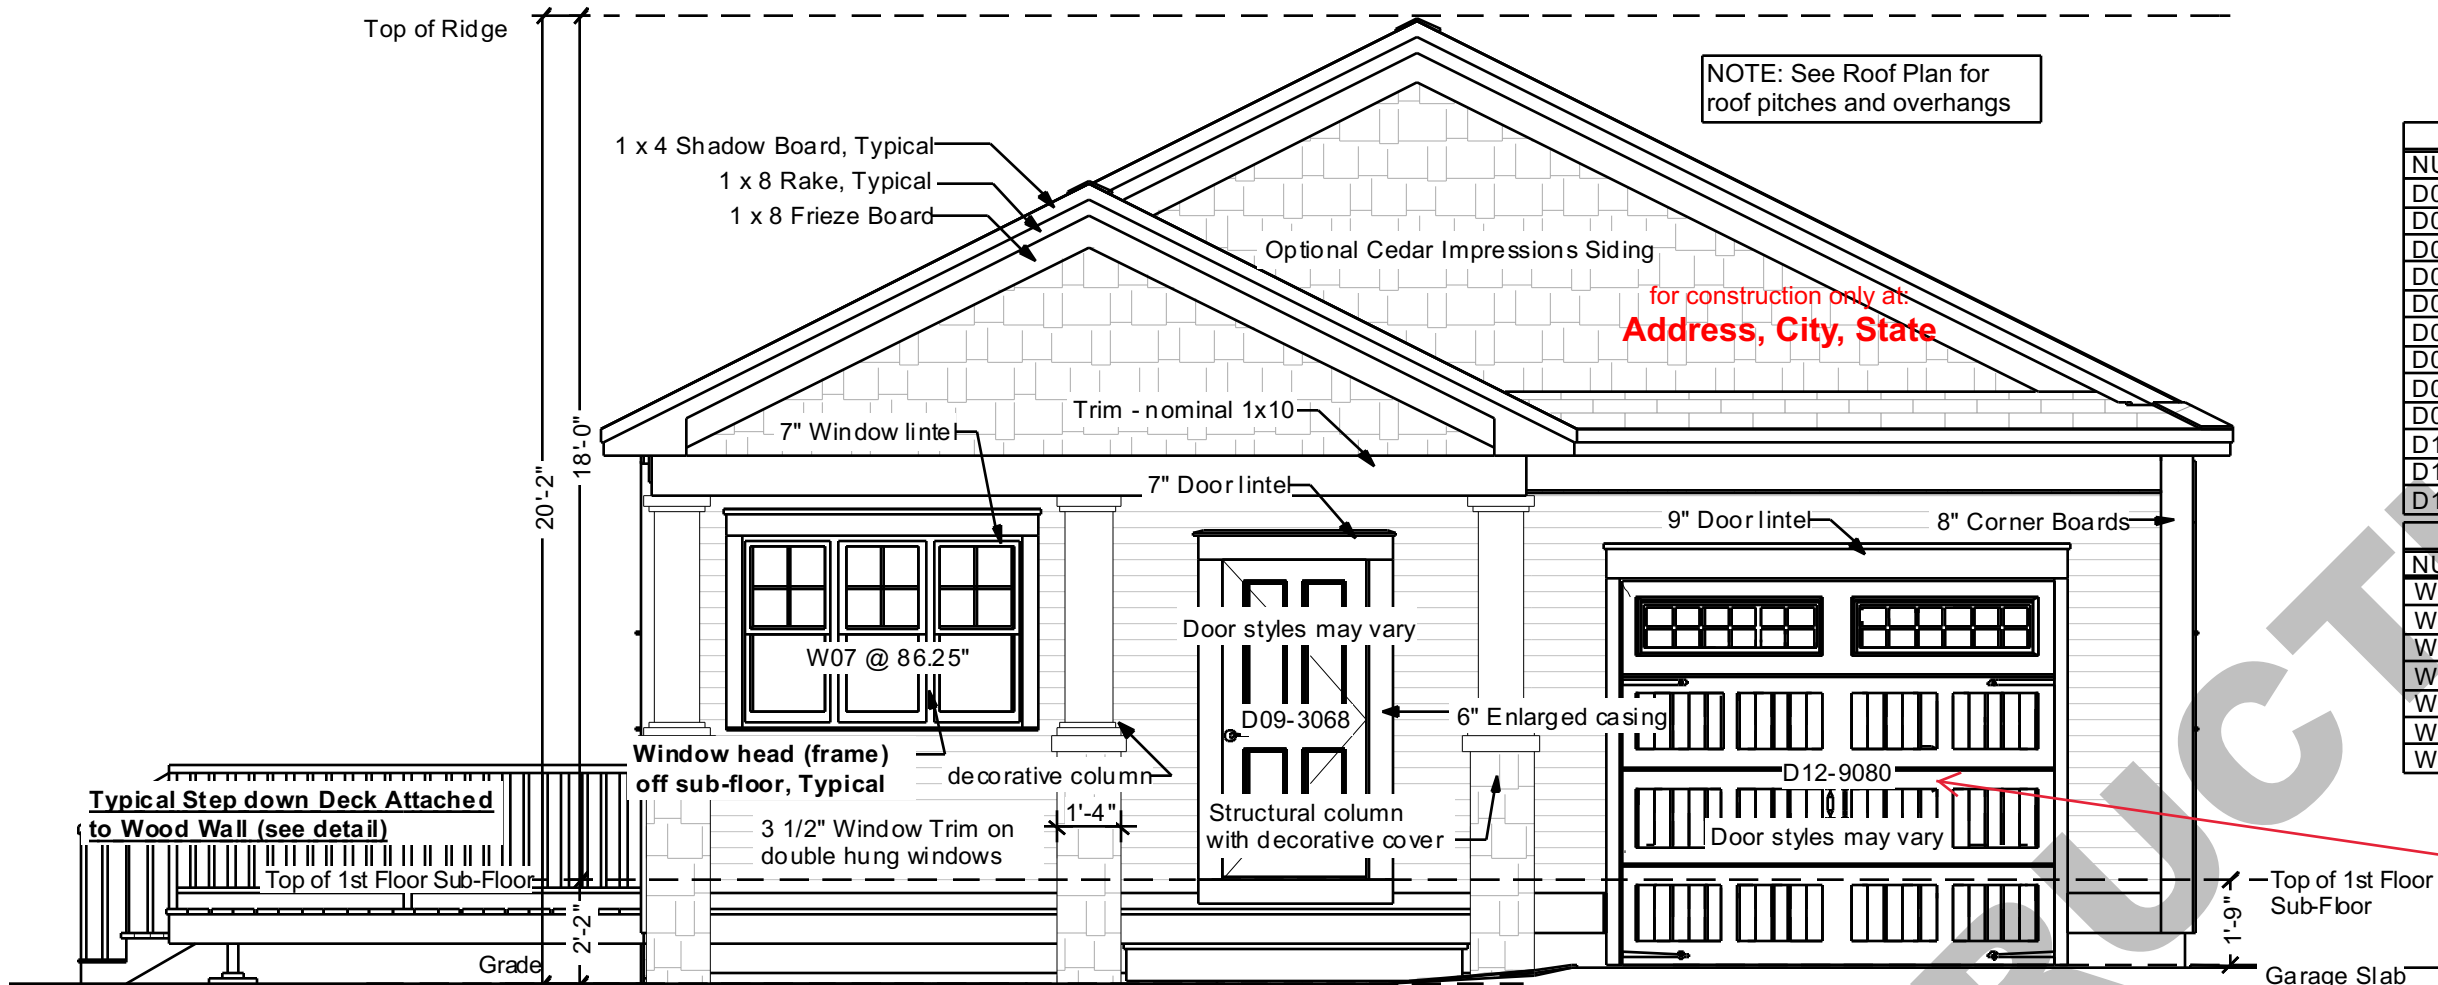 Top of Ridge
NOTE: See Roof Plan for
roof pitches and overhangs
1 x 4 Shadow Board, Typical
1 x 8 Rake, Typical
1 x 8 Frieze Board
Optional Cedar Impressions Siding
for construction only at:
Address, City, State
Trim - nominal 1x10
7" Window lintel
7" Door lintel
9" Door lintel
8" Corner Boards
20'-2"
18'-0"
Door styles may vary
W07 @ 86.25"
D09-3068
6" Enlarged casing
Window head (frame)
off sub-floor, Typical
decorative column
D12-9080
Typical Step down Deck Attached
to Wood Wall (see detail)
3 1/2" Window Trim on
double hung windows
1'-4"
Structural column
with decorative cover
Door styles may vary
Top of 1st Floor Sub-Floor
Top of 1st Floor
Sub-Floor
2'-2"
1'-9"
Grade
Garage Slab